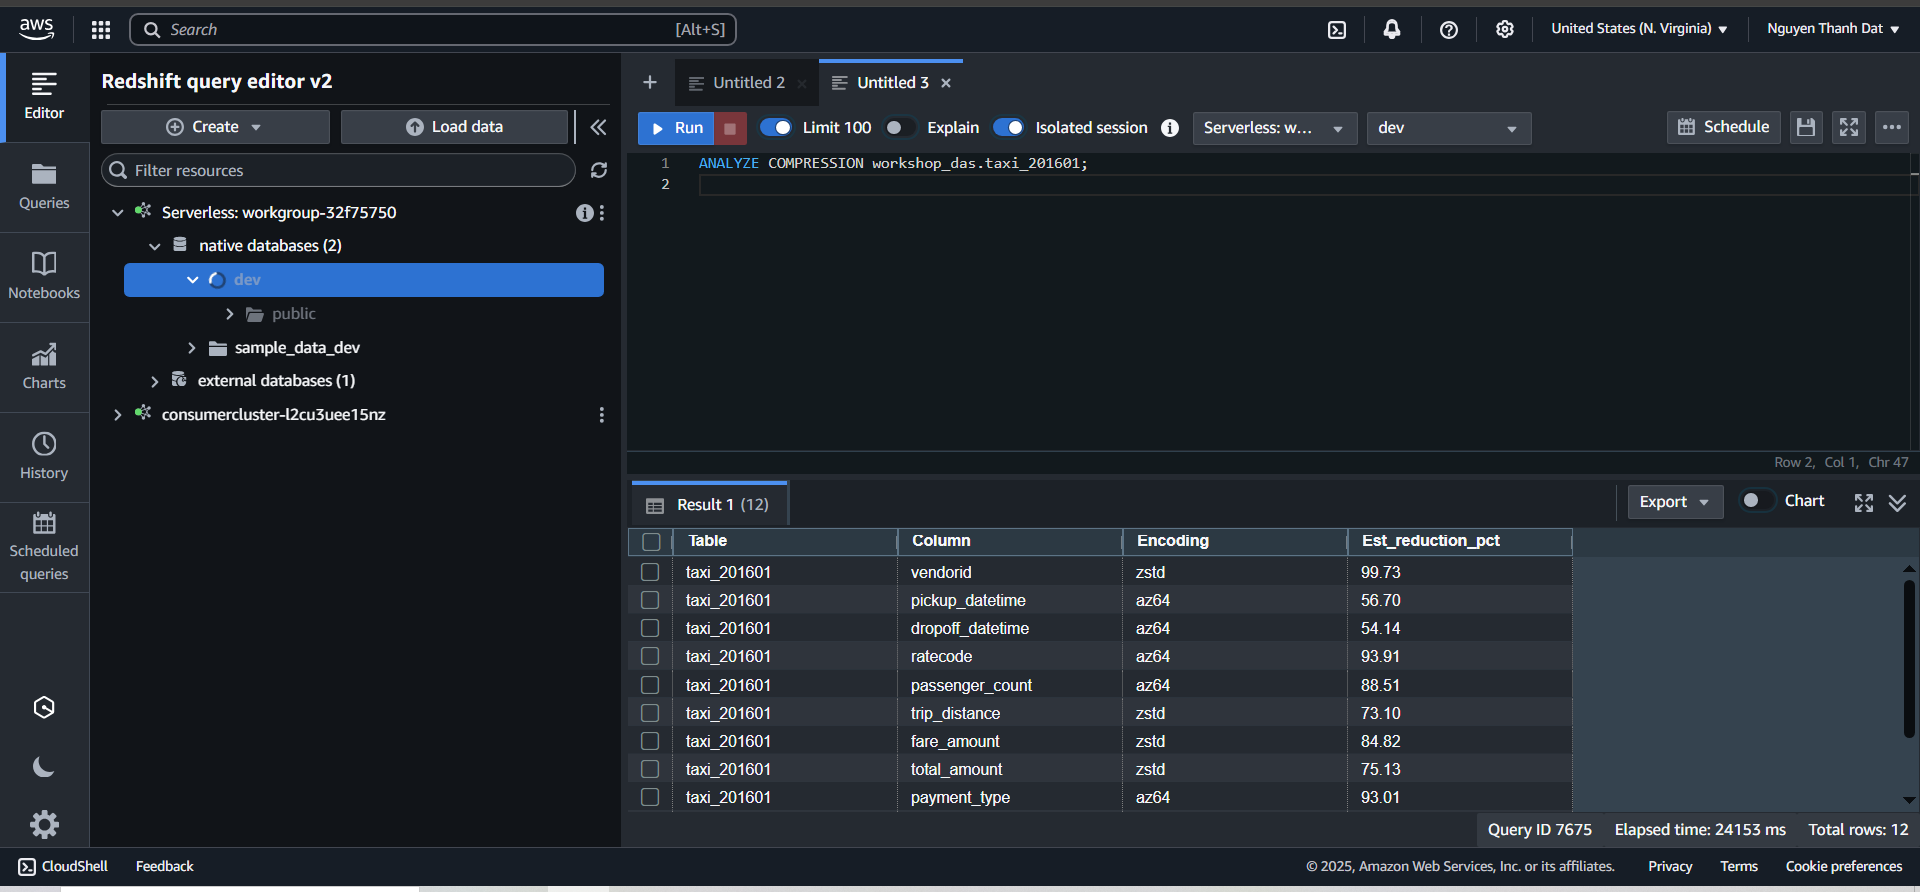 aws
Search [Alt+S]
United States (N. Virginia)
Nguyen Thanh Dat
Editor
Queries
Notebooks
Charts
History
Scheduled
queries
Redshift query editor v2
Create
Load data
Filter resources
Serverless: workgroup-32f75750
native databases (2)
dev
public
sample_data_dev
external databases (1)
consumercluster-l2cu3uee15nz
Untitled 2
Untitled 3
Run
Limit 100
Explain
Isolated session
Serverless: w...
dev
Schedule
1 ANALYZE COMPRESSION workshop_das.taxi_201601;
2
Row 2, Col 1, Chr 47
Result 1 (12)
Export
Chart
Table Column Encoding Est_reduction_pct
taxi_201601 vendorid zstd 99.73
taxi_201601 pickup_datetime az64 56.70
taxi_201601 dropoff_datetime az64 54.14
taxi_201601 ratecode az64 93.91
taxi_201601 passenger_count az64 88.51
taxi_201601 trip_distance zstd 73.10
taxi_201601 fare_amount zstd 84.82
taxi_201601 total_amount zstd 75.13
taxi_201601 payment_type az64 93.01
Query ID 7675 Elapsed time: 24153 ms Total rows: 12
CloudShell
Feedback
© 2025, Amazon Web Services, Inc. or its affiliates.
Privacy
Terms
Cookie preferences